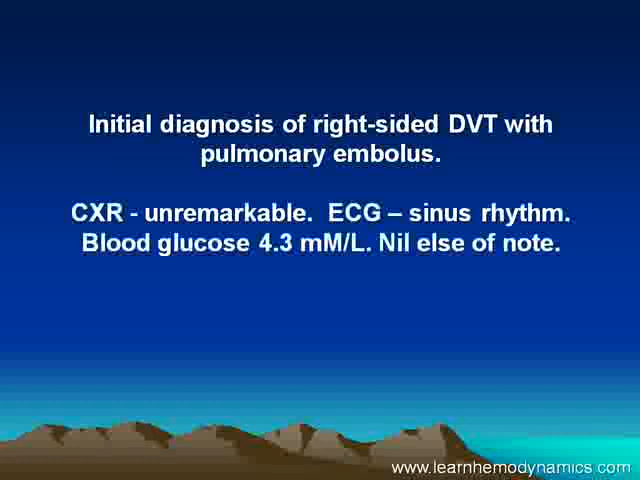 Initial diagnosis of right-sided DVT with
pulmonary embolus.
CXR - unremarkable.  ECG – sinus rhythm.
Blood glucose 4.3 mM/L. Nil else of note.
www.learnhemodynamics.com